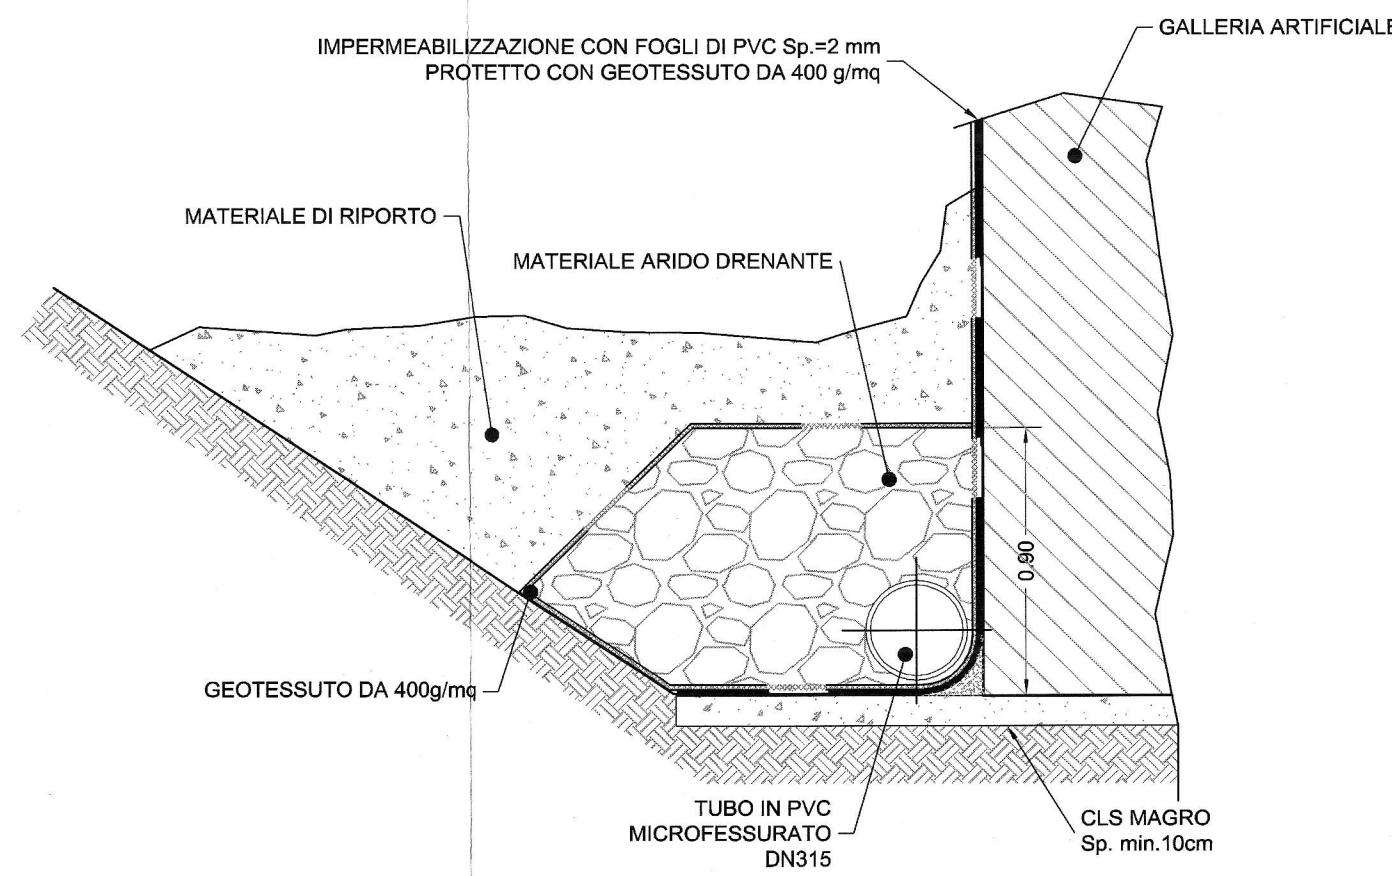 GALLERIA ARTIFICIALE
IMPERMEABILIZZAZIONE CON FOGLI DI PVC Sp.=2 mm
PROTETTO CON GEOTESSUTO DA 400 g/mq
MATERIALE DI RIPORTO
MATERIALE ARIDO DRENANTE
0.90
GEOTESSUTO DA 400g/mq
TUBO IN PVC
MICROFESSURATO
DN315
CLS MAGRO
Sp. min.10cm